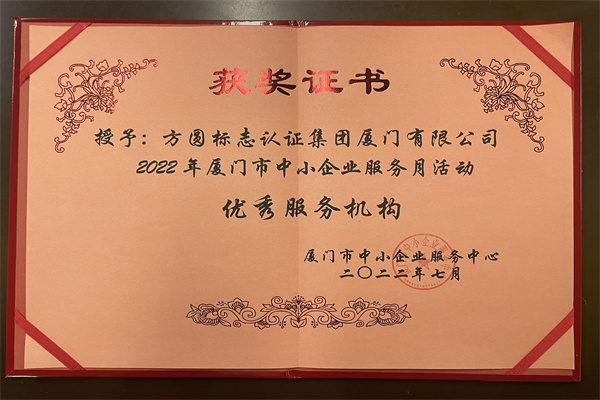 获奖证书
授予：方圆标志认证集团厦门有限公司
2022年厦门市中小企业服务月活动
优秀服务机构
厦门市中小企业服务中心
二〇二二年七月